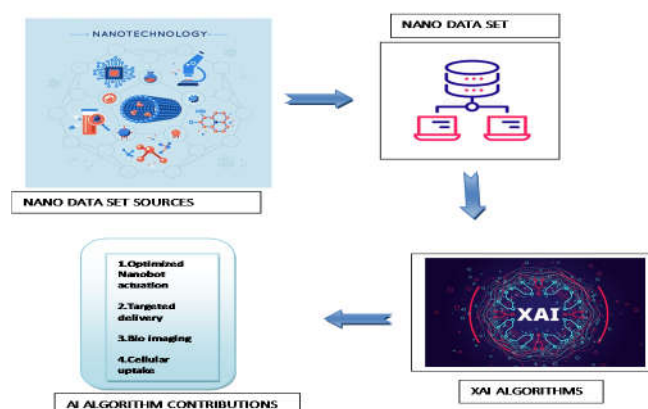 NANOTECHNOLOGY
NANO DATA SET SOURCES
NANO DATA SET
XAI
XAI ALGORITHMS
1.Optimized
Nanobot
actuation
2.Targeted
delivery
3.Bio imaging
4.Cellular
uptake
AI ALGORITHM CONTRIBUTIONS